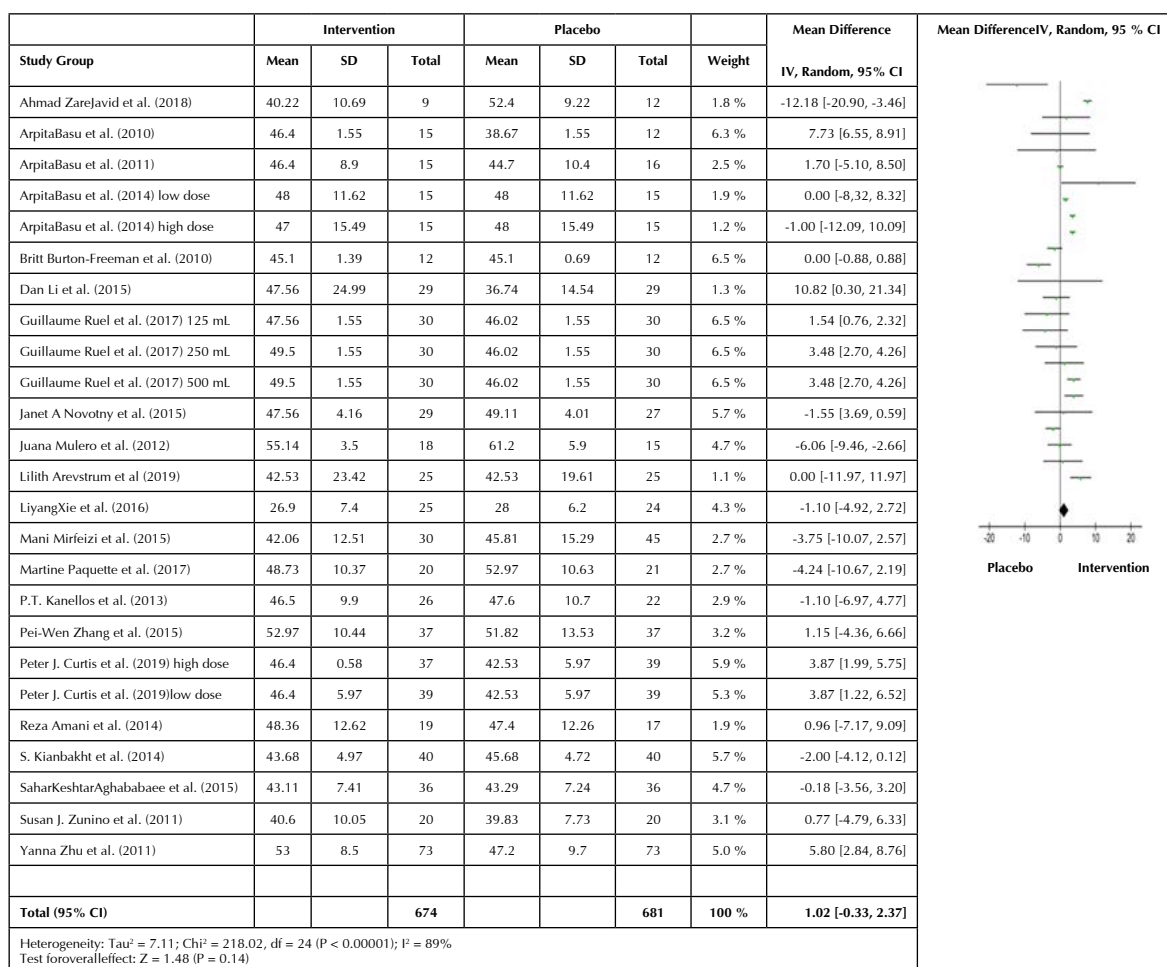 Intervention Placebo Mean Difference Mean DifferenceIV, Random, 95 % CI
Study Group Mean SD Total Mean SD Total Weight IV, Random, 95% CI
Ahmad ZareJavid et al. (2018) 40.22 10.69 9 52.4 9.22 12 1.8 % -12.18 [-20.90, -3.46]
ArpitaBasu et al. (2010) 46.4 1.55 15 38.67 1.55 12 6.3 % 7.73 [6.55, 8.91]
ArpitaBasu et al. (2011) 46.4 8.9 15 44.7 10.4 16 2.5 % 1.70 [-5.10, 8.50]
ArpitaBasu et al. (2014) low dose 48 11.62 15 48 11.62 15 1.9 % 0.00 [-8,32, 8.32]
ArpitaBasu et al. (2014) high dose 47 15.49 15 48 15.49 15 1.2 % -1.00 [-12.09, 10.09]
Britt Burton-Freeman et al. (2010) 45.1 1.39 12 45.1 0.69 12 6.5 % 0.00 [-0.88, 0.88]
Dan Li et al. (2015) 47.56 24.99 29 36.74 14.54 29 1.3 % 10.82 [0.30, 21.34]
Guillaume Ruel et al. (2017) 125 mL 47.56 1.55 30 46.02 1.55 30 6.5 % 1.54 [0.76, 2.32]
Guillaume Ruel et al. (2017) 250 mL 49.5 1.55 30 46.02 1.55 30 6.5 % 3.48 [2.70, 4.26]
Guillaume Ruel et al. (2017) 500 mL 49.5 1.55 30 46.02 1.55 30 6.5 % 3.48 [2.70, 4.26]
Janet A Novotny et al. (2015) 47.56 4.16 29 49.11 4.01 27 5.7 % -1.55 [3.69, 0.59]
Juana Mulero et al. (2012) 55.14 3.5 18 61.2 5.9 15 4.7 % -6.06 [-9.46, -2.66]
Lilith Arevstrum et al (2019) 42.53 23.42 25 42.53 19.61 25 1.1 % 0.00 [-11.97, 11.97]
LiyangXie et al. (2016) 26.9 7.4 25 28 6.2 24 4.3 % -1.10 [-4.92, 2.72]
Mani Mirfeizi et al. (2015) 42.06 12.51 30 45.81 15.29 45 2.7 % -3.75 [-10.07, 2.57]
Martine Paquette et al. (2017) 48.73 10.37 20 52.97 10.63 21 2.7 % -4.24 [-10.67, 2.19]
P.T. Kanellos et al. (2013) 46.5 9.9 26 47.6 10.7 22 2.9 % -1.10 [-6.97, 4.77]
Pei-Wen Zhang et al. (2015) 52.97 10.44 37 51.82 13.53 37 3.2 % 1.15 [-4.36, 6.66]
Peter J. Curtis et al. (2019) high dose 46.4 0.58 37 42.53 5.97 39 5.9 % 3.87 [1.99, 5.75]
Peter J. Curtis et al. (2019)low dose 46.4 5.97 39 42.53 5.97 39 5.3 % 3.87 [1.22, 6.52]
Reza Amani et al. (2014) 48.36 12.62 19 47.4 12.26 17 1.9 % 0.96 [-7.17, 9.09]
S. Kianbakht et al. (2014) 43.68 4.97 40 45.68 4.72 40 5.7 % -2.00 [-4.12, 0.12]
SaharKeshtarAghababaee et al. (2015) 43.11 7.41 36 43.29 7.24 36 4.7 % -0.18 [-3.56, 3.20]
Susan J. Zunino et al. (2011) 40.6 10.05 20 39.83 7.73 20 3.1 % 0.77 [-4.79, 6.33]
Yanna Zhu et al. (2011) 53 8.5 73 47.2 9.7 73 5.0 % 5.80 [2.84, 8.76]
Total (95% CI) 674 681 100 % 1.02 [-0.33, 2.37]
Heterogeneity: Tau² = 7.11; Chi² = 218.02, df = 24 (P < 0.00001); I² = 89%
Test foroveralleffect: Z = 1.48 (P = 0.14)
-20 -10 0 10 20
Placebo Intervention